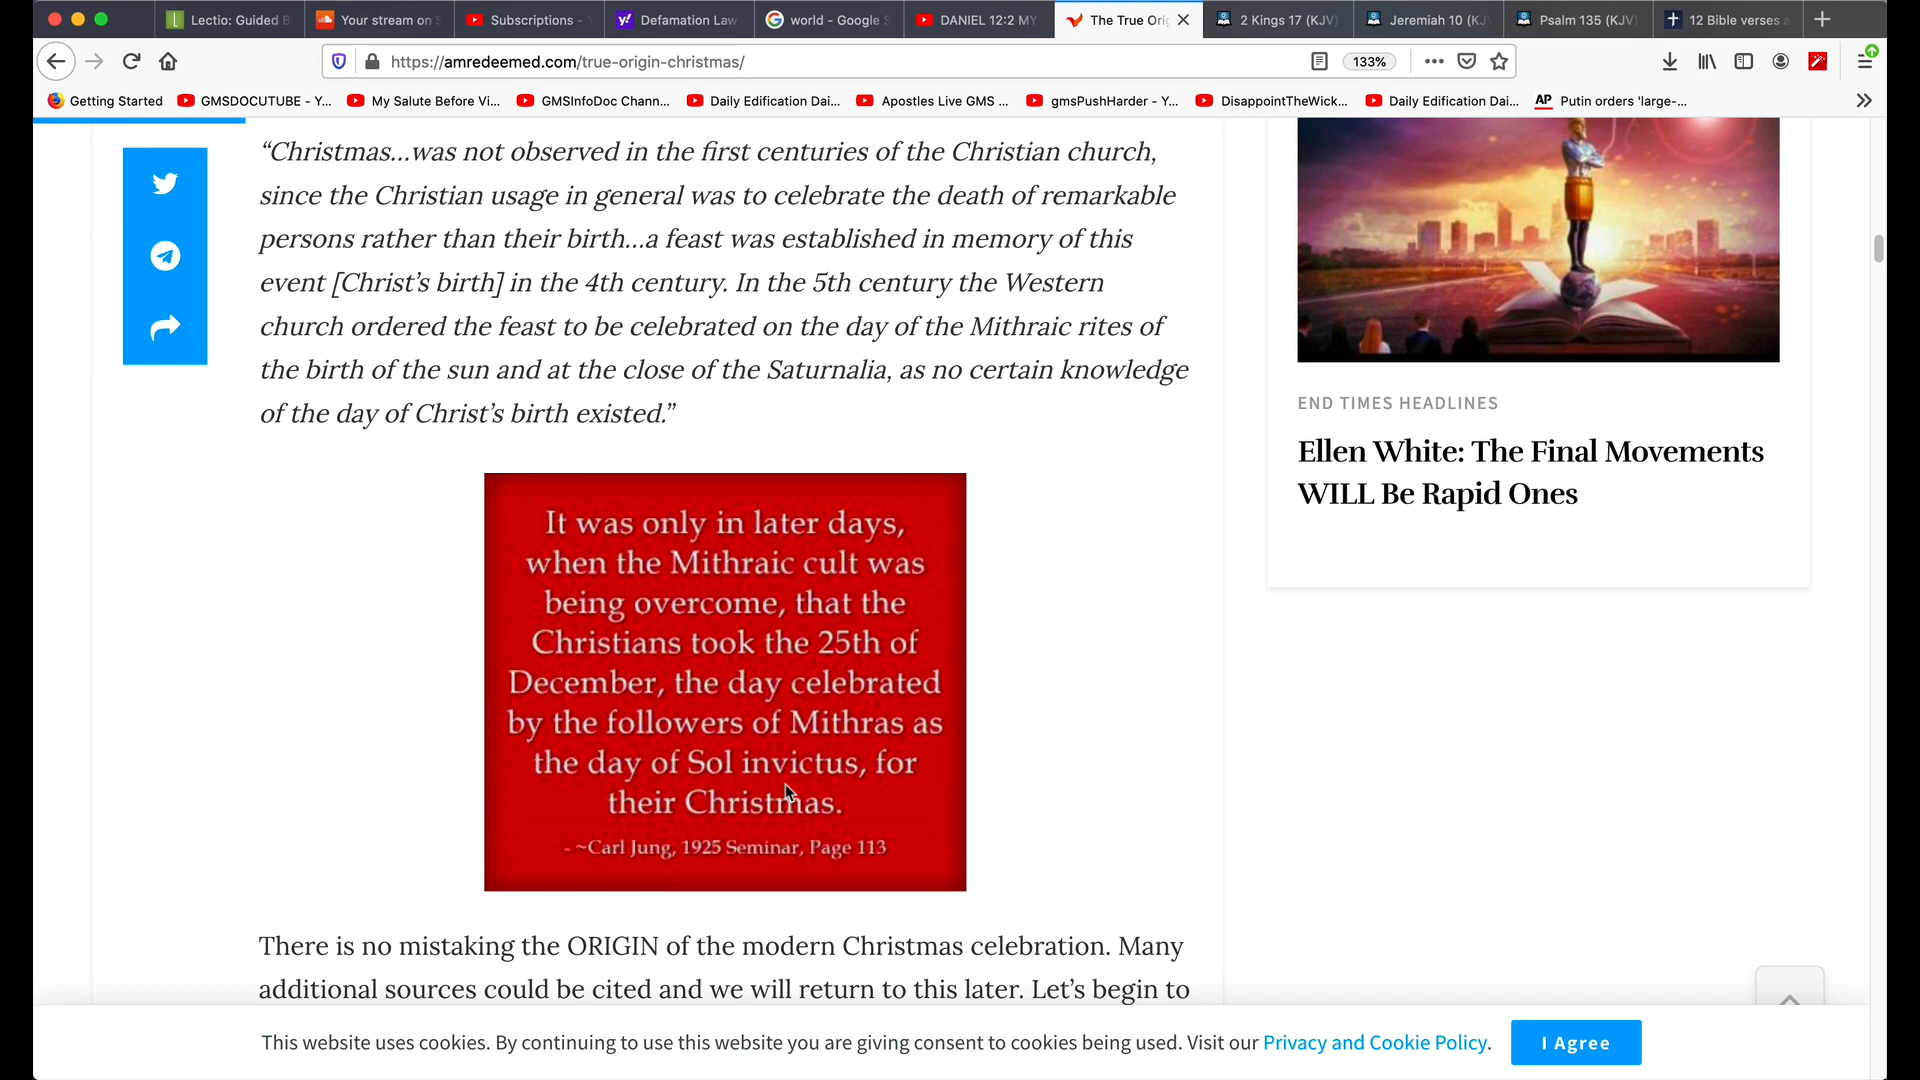 Lectio: Guided B
Your stream on S
Subscriptions - Y
Defamation Law
world - Google S
DANIEL 12:2 MY
The True Ori
2 Kings 17 (KJV)
Jeremiah 10 (KJV
Psalm 135 (KJV)
12 Bible verses a
https://amredeemed.com/true-origin-christmas/
133%
Getting Started
GMSDOCUTUBE - Y...
My Salute Before Vi...
GMSInfoDoc Chann...
Daily Edification Dai...
Apostles Live GMS ...
gmsPushHarder - Y...
DisappointTheWick...
Daily Edification Dai...
AP Putin orders 'large-...
“Christmas…was not observed in the first centuries of the Christian church,
since the Christian usage in general was to celebrate the death of remarkable
persons rather than their birth…a feast was established in memory of this
event [Christ’s birth] in the 4th century. In the 5th century the Western
church ordered the feast to be celebrated on the day of the Mithraic rites of
the birth of the sun and at the close of the Saturnalia, as no certain knowledge
of the day of Christ’s birth existed.”
It was only in later days,
when the Mithraic cult was
being overcome, that the
Christians took the 25th of
December, the day celebrated
by the followers of Mithras as
the day of Sol invictus, for
their Christmas.
- ~Carl Jung, 1925 Seminar, Page 113
There is no mistaking the ORIGIN of the modern Christmas celebration. Many
additional sources could be cited and we will return to this later. Let’s begin to
END TIMES HEADLINES
Ellen White: The Final Movements
WILL Be Rapid Ones
This website uses cookies. By continuing to use this website you are giving consent to cookies being used. Visit our Privacy and Cookie Policy.
I Agree